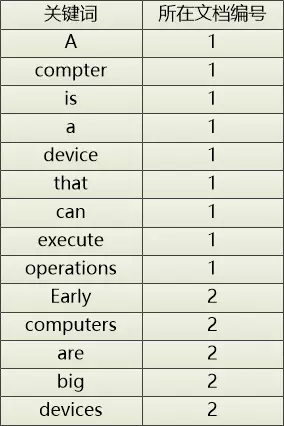 关键词 所在文档编号
A 1
compter 1
is 1
a 1
device 1
that 1
can 1
execute 1
operations 1
Early 2
computers 2
are 2
big 2
devices 2